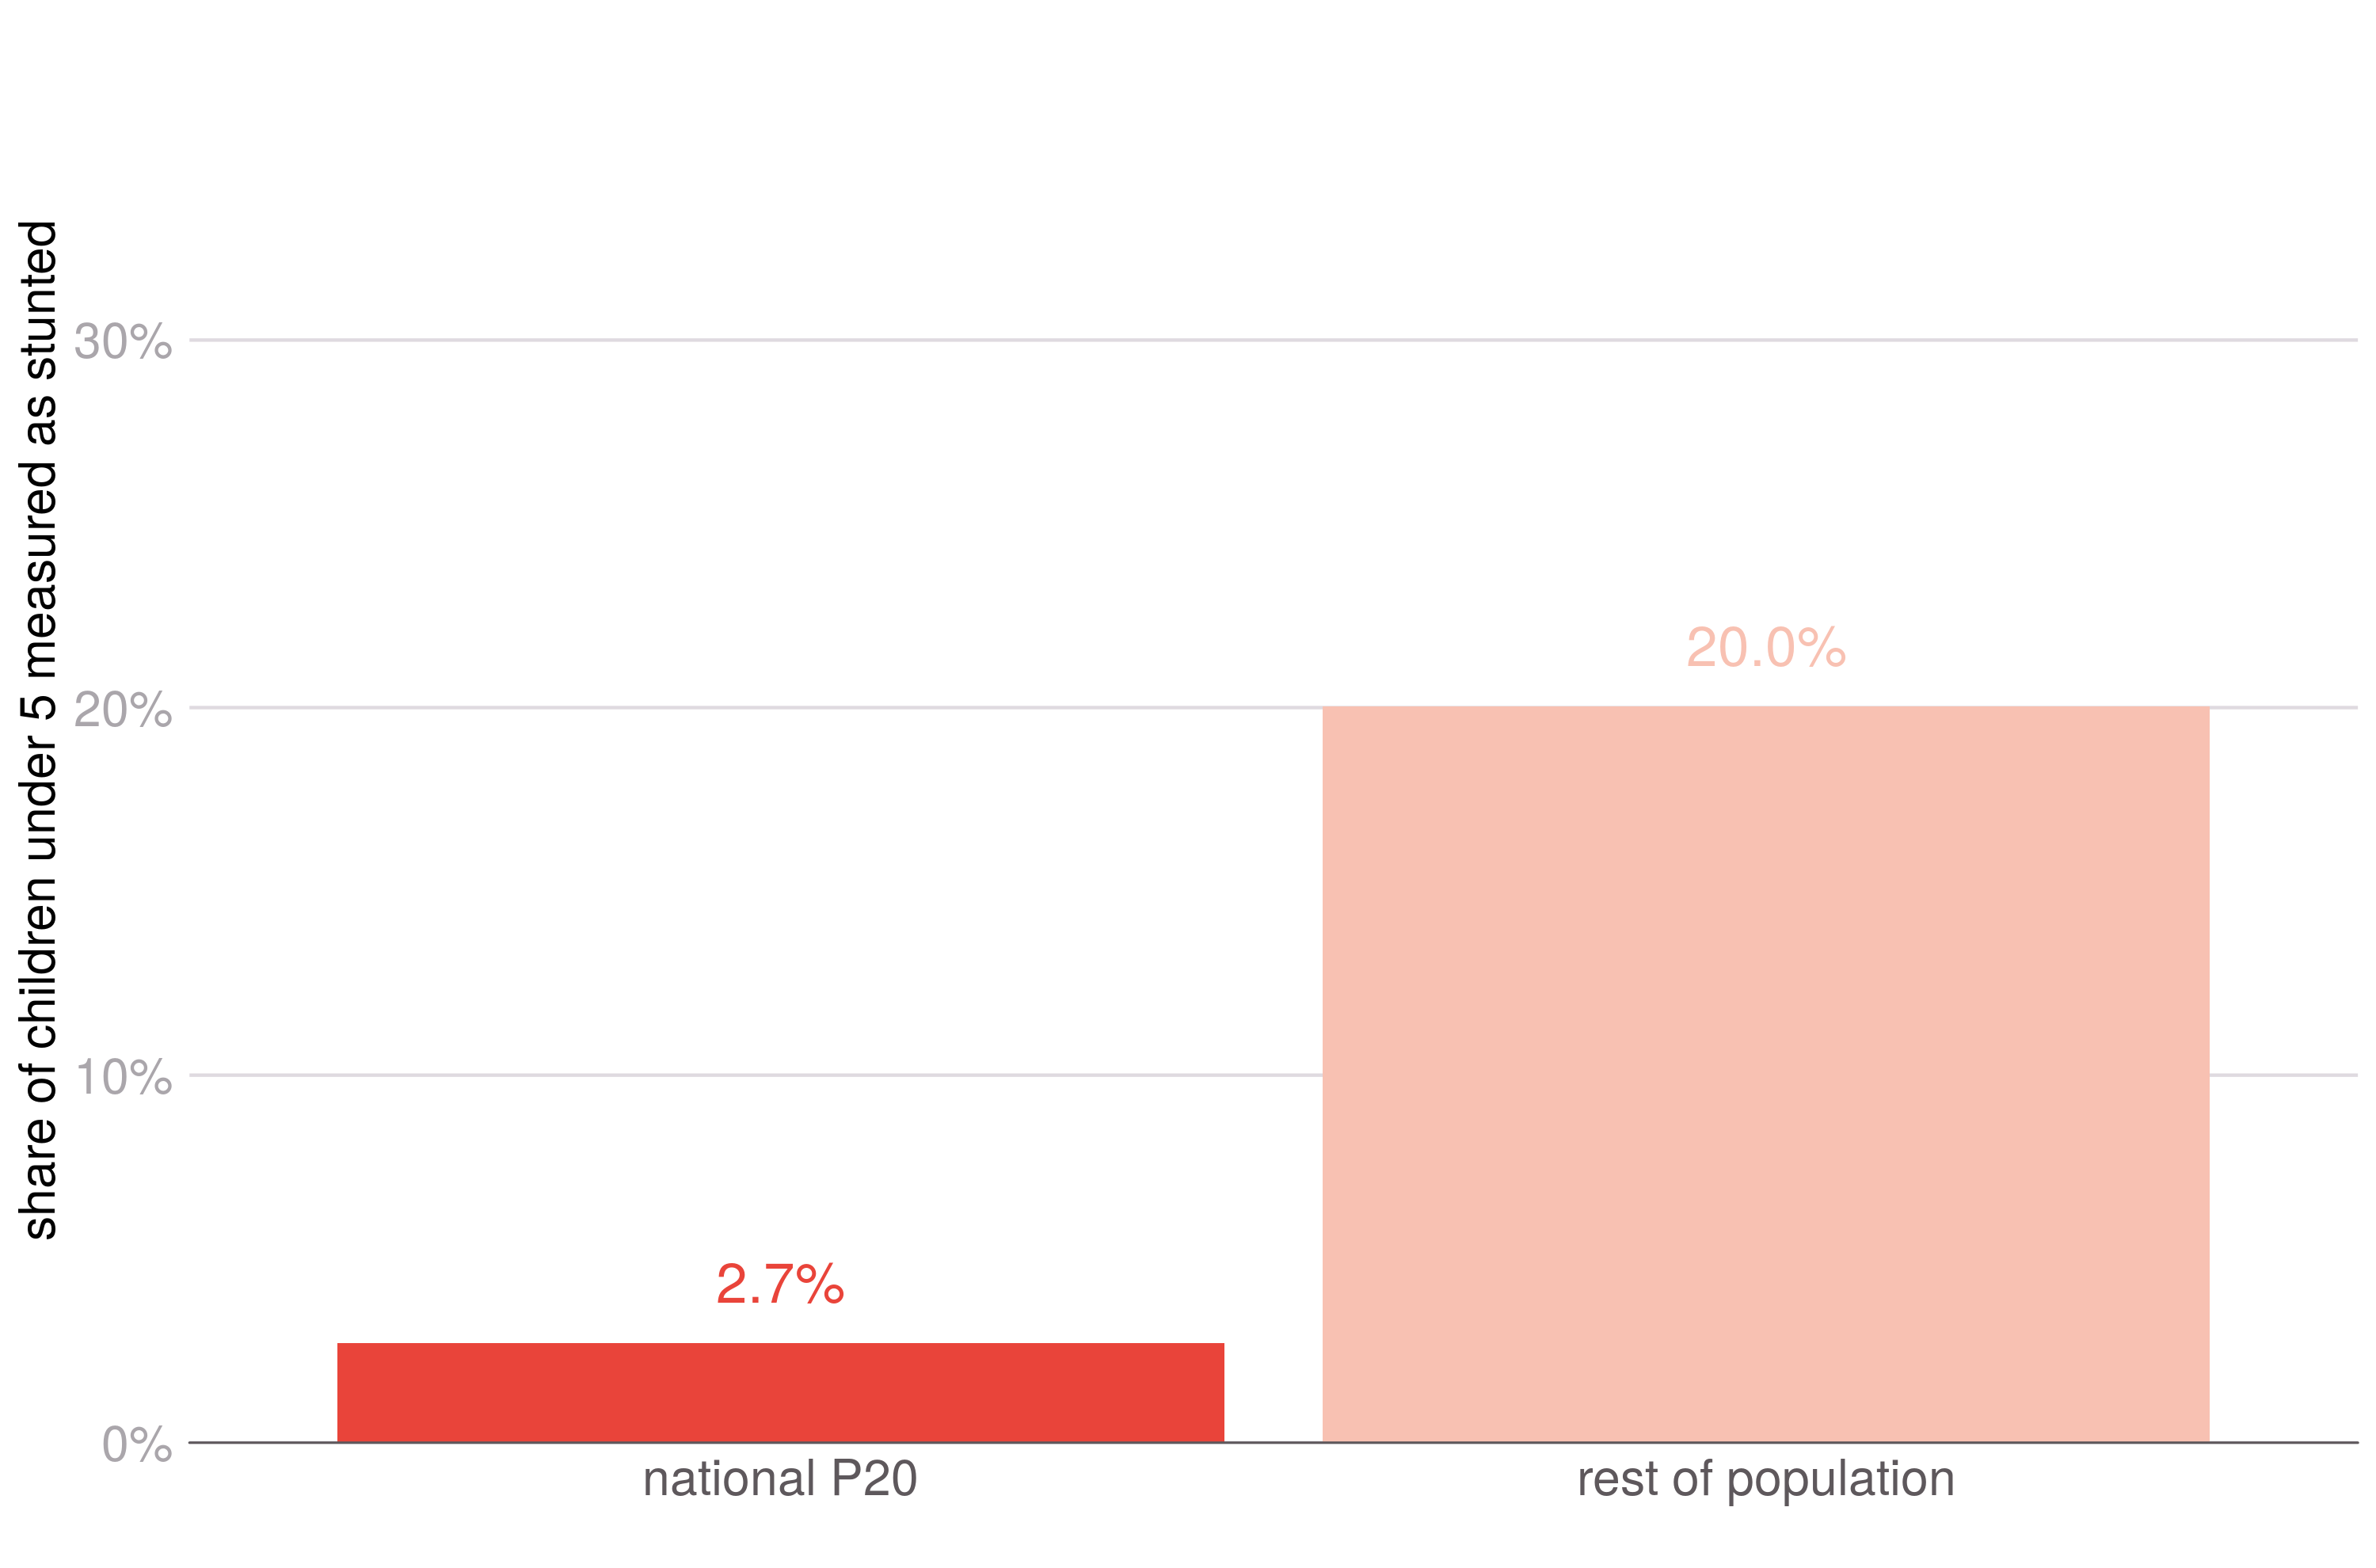 share of children under 5 measured as stunted
30%
20%
10%
0%
20.0%
2.7%
national P20
rest of population